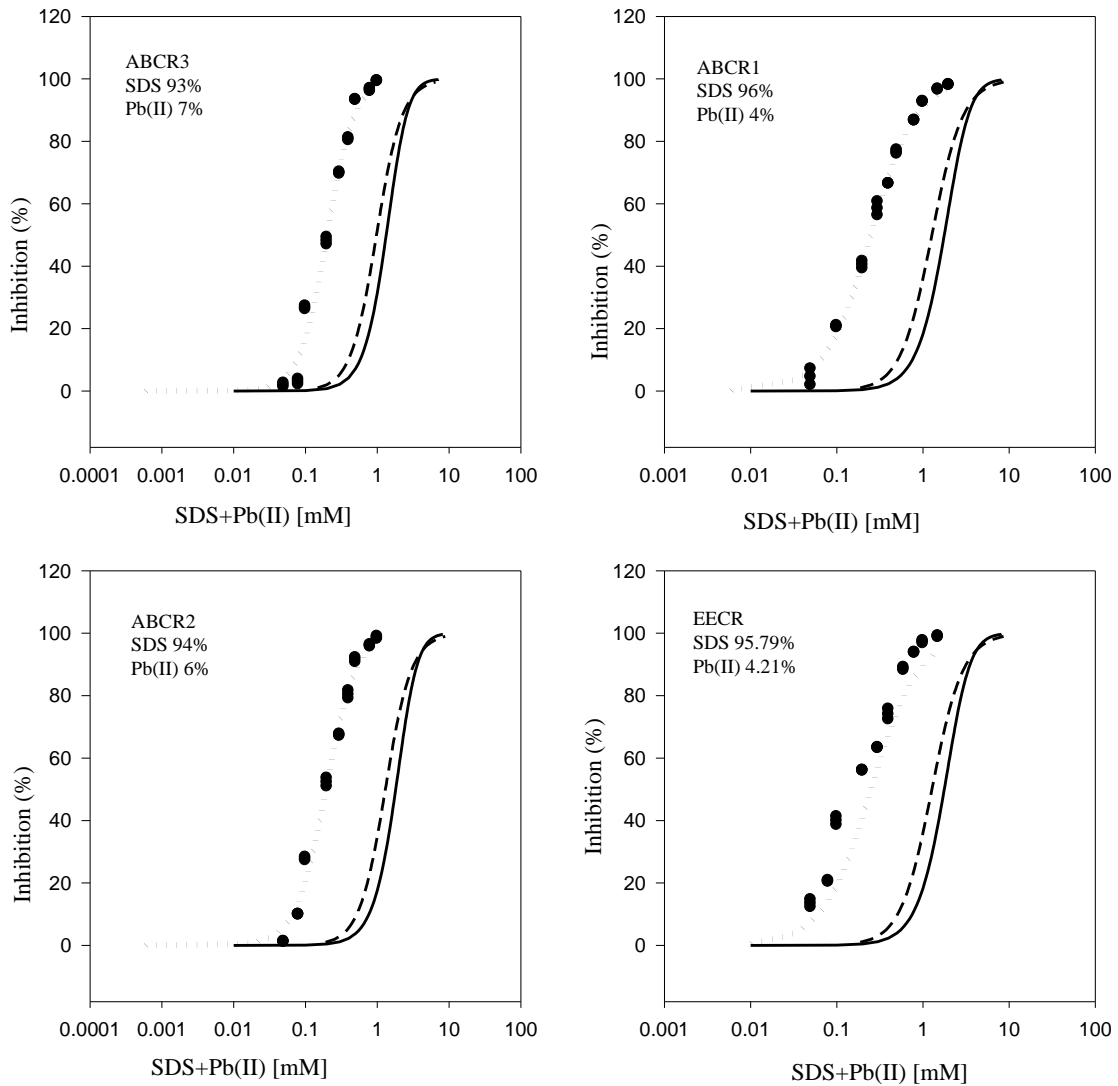 120
100
80
60
40
20
0
Inhibition (%)
ABCR3
SDS 93%
Pb(II) 7%
0.0001 0.001 0.01 0.1 1 10 100
SDS+Pb(II) [mM]
120
100
80
60
40
20
0
Inhibition (%)
ABCR1
SDS 96%
Pb(II) 4%
0.001 0.01 0.1 1 10 100
SDS+Pb(II) [mM]
120
100
80
60
40
20
0
Inhibition (%)
ABCR2
SDS 94%
Pb(II) 6%
0.0001 0.001 0.01 0.1 1 10 100
SDS+Pb(II) [mM]
120
100
80
60
40
20
0
Inhibition (%)
EECR
SDS 95.79%
Pb(II) 4.21%
0.001 0.01 0.1 1 10 100
SDS+Pb(II) [mM]